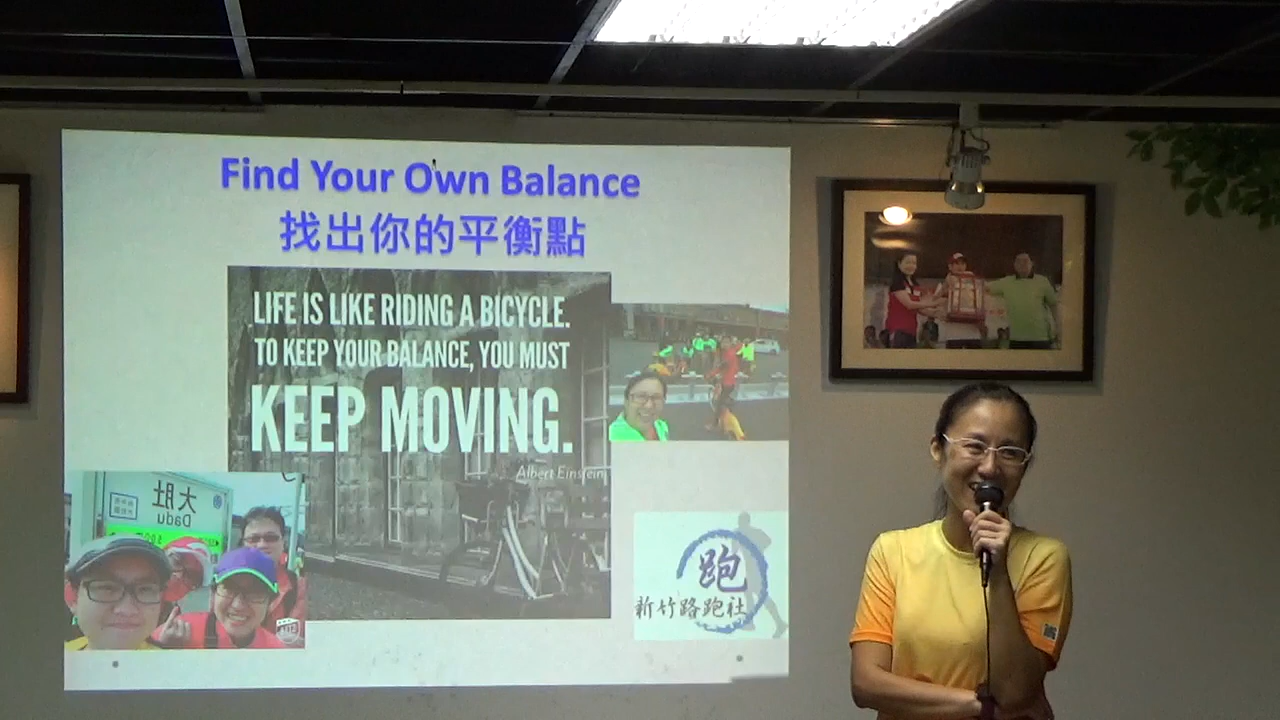 Find Your Own Balance
找出你的平衡點
LIFE IS LIKE RIDING A BICYCLE.
TO KEEP YOUR BALANCE, YOU MUST
KEEP MOVING.
Albert Einstein
大肚
Dadu
跑
新竹路跑社